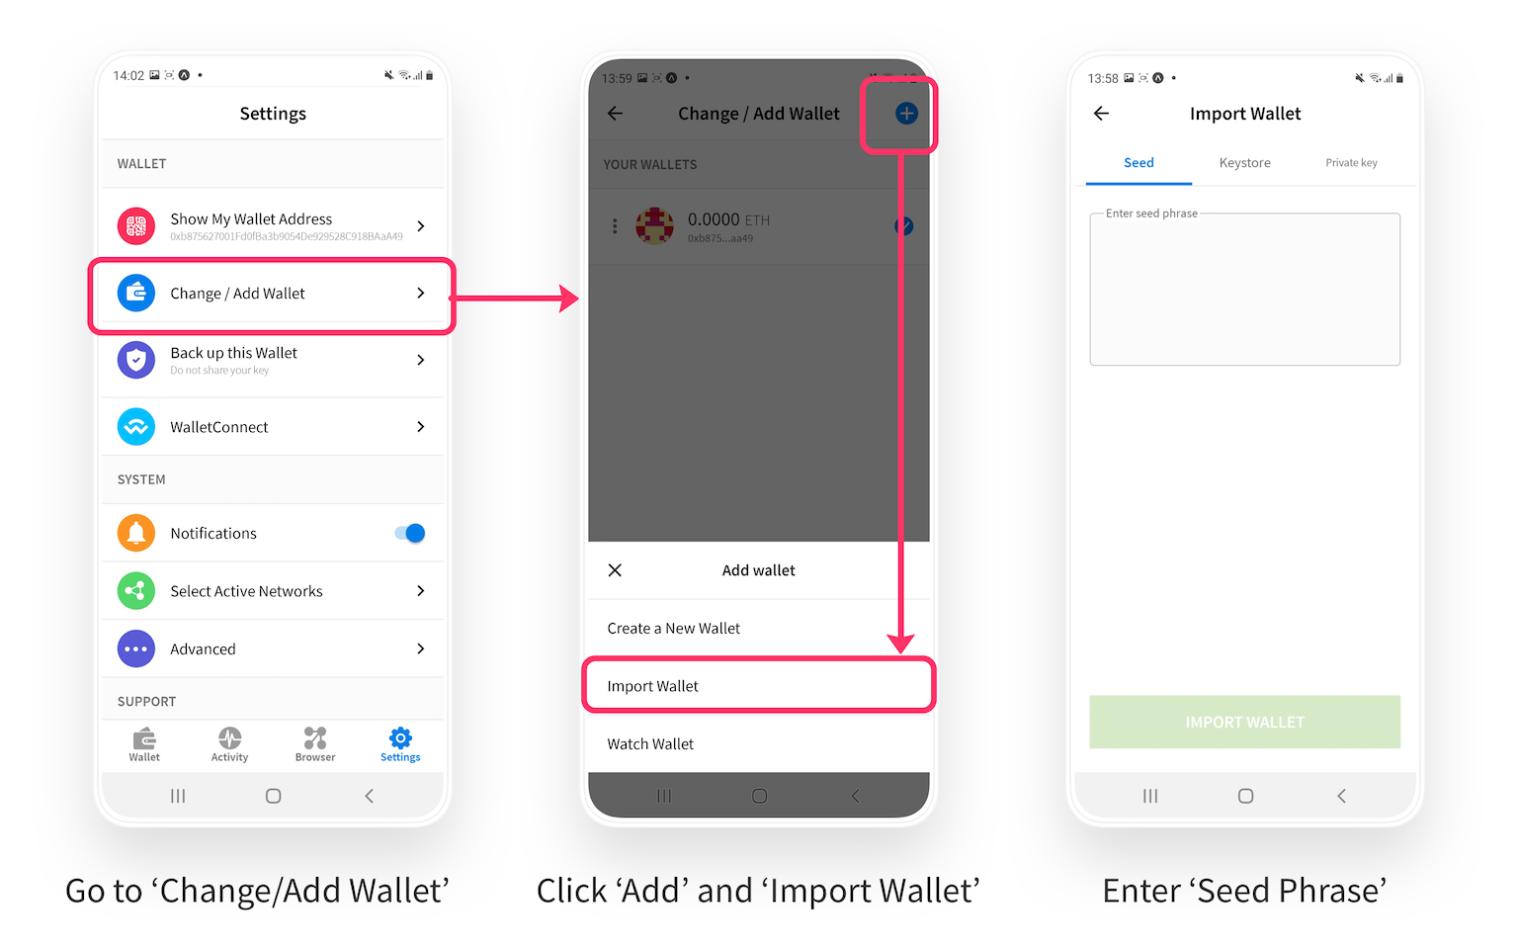 14:02
Settings
WALLET
Show My Wallet Address
0xb875627001Fd0fBa3b9054De929528C918BAaA49
Change / Add Wallet
Back up this Wallet
Do not share your key
WalletConnect
SYSTEM
Notifications
Select Active Networks
Advanced
SUPPORT
Wallet
Activity
Browser
Settings
Go to ‘Change/Add Wallet’
13:59
Change / Add Wallet
YOUR WALLETS
0.0000 ETH
0xb875...aa49
Add wallet
Create a New Wallet
Import Wallet
Watch Wallet
Click ‘Add’ and ‘Import Wallet’
13:58
Import Wallet
Seed Keystore Private key
Enter seed phrase
IMPORT WALLET
Enter ‘Seed Phrase’